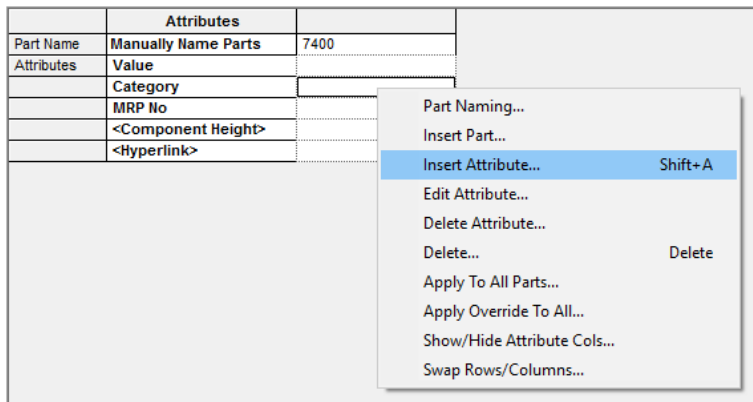 Attributes
Part Name Manually Name Parts 7400
Attributes Value
Category
MRP No
<Component Height>
<Hyperlink>
Part Naming...
Insert Part...
Insert Attribute... Shift+A
Edit Attribute...
Delete Attribute...
Delete... Delete
Apply To All Parts...
Apply Override To All...
Show/Hide Attribute Cols...
Swap Rows/Columns...